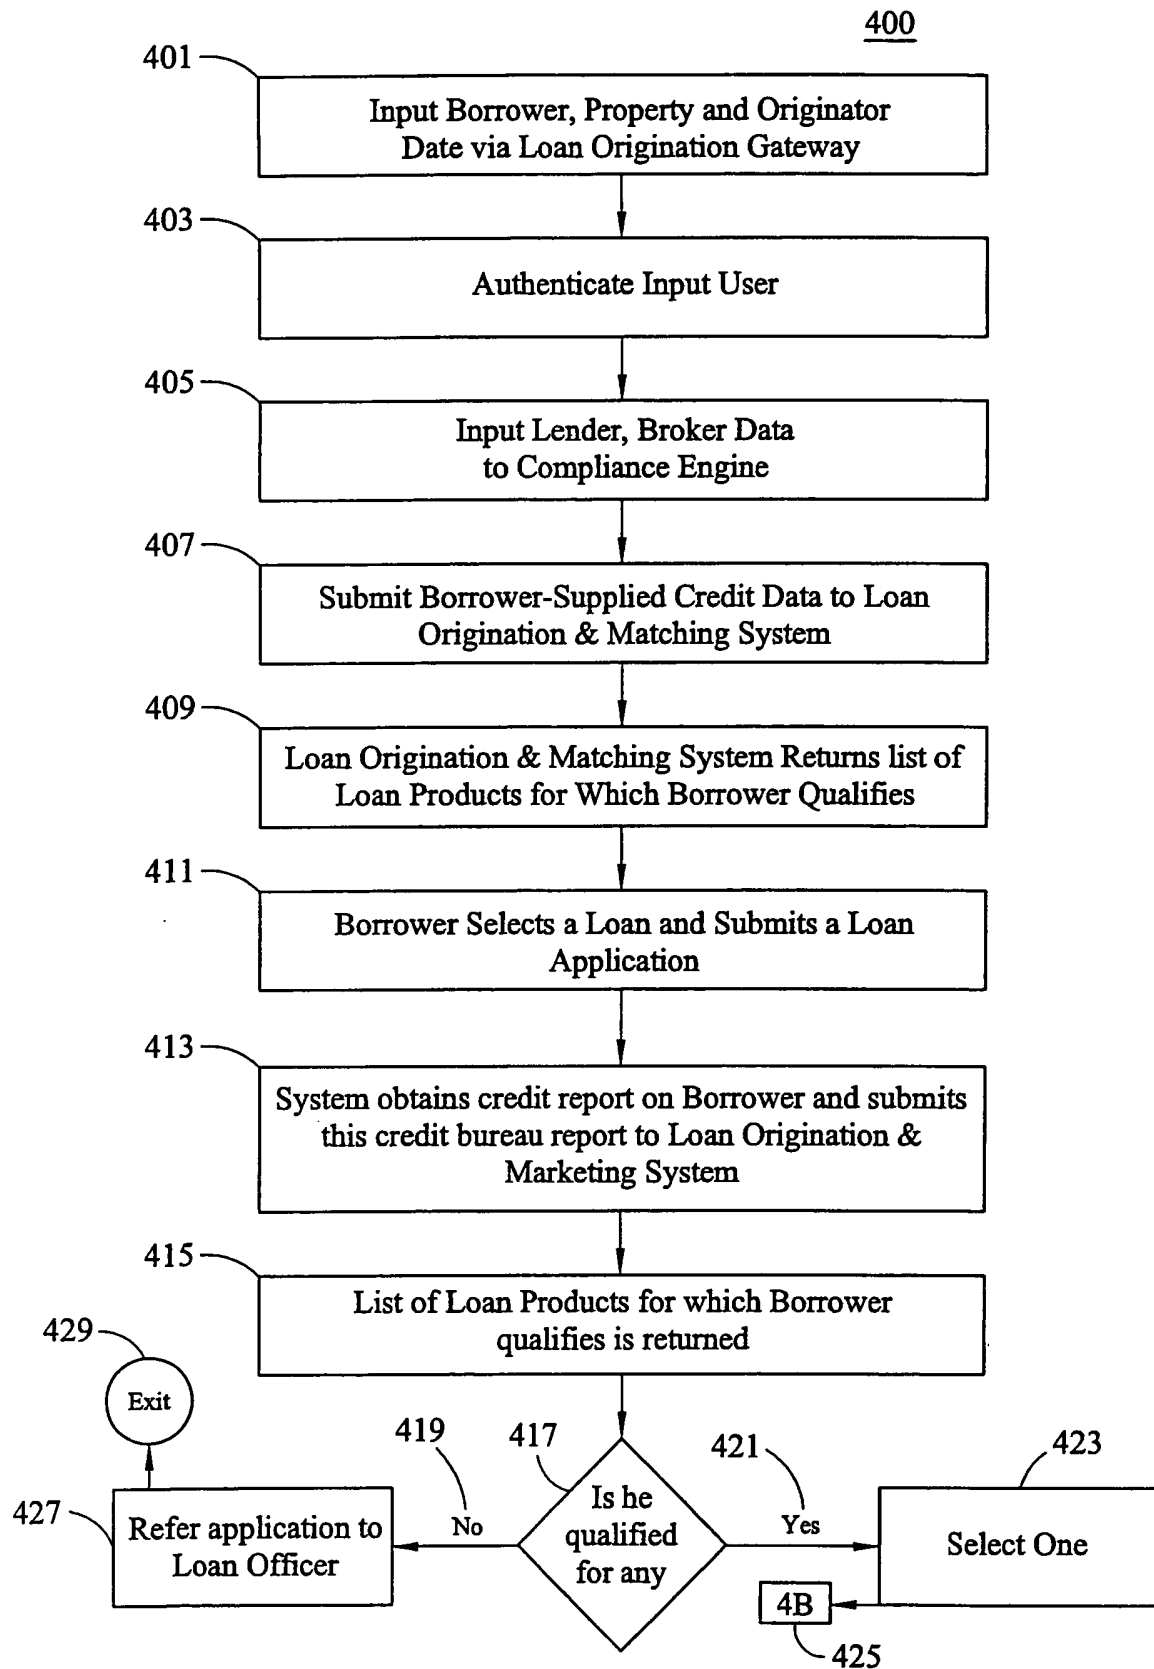 400
401
Input Borrower, Property and Originator
Date via Loan Origination Gateway
403
Authenticate Input User
405
Input Lender, Broker Data
to Compliance Engine
407
Submit Borrower-Supplied Credit Data to Loan
Origination & Matching System
409
Loan Origination & Matching System Returns list of
Loan Products for Which Borrower Qualifies
411
Borrower Selects a Loan and Submits a Loan
Application
413
System obtains credit report on Borrower and submits
this credit bureau report to Loan Origination &
Marketing System
415
List of Loan Products for which Borrower
qualifies is returned
429
Exit
419
417
421
423
427
Refer application to
Loan Officer
No
Is he
qualified
for any
Yes
Select One
4B
425